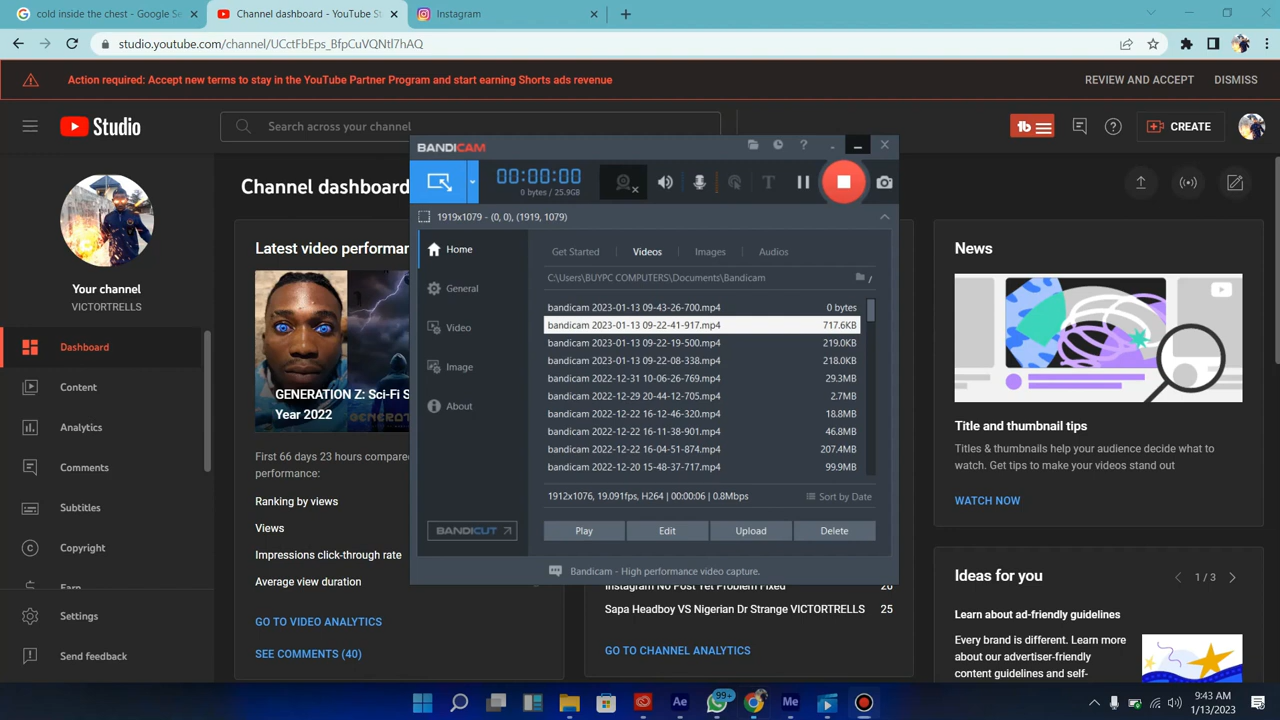 cold inside the chest - Google Se
Channel dashboard - YouTube St
Instagram
studio.youtube.com/channel/UCctFbEps_BfpCuVQNtl7hAQ
Action required: Accept new terms to stay in the YouTube Partner Program and start earning Shorts ads revenue
REVIEW AND ACCEPT
DISMISS
Studio
Search across your channel
tb
CREATE
Your channel
VICTORTRELLS
Dashboard
Content
Analytics
Comments
Subtitles
Copyright
Earn
Settings
Send feedback
Channel dashboard
Latest video performa
GENERATION Z: Sci-Fi S
Year 2022
First 66 days 23 hours compared
performance:
Ranking by views
Views
Impressions click-through rate
Average view duration
GO TO VIDEO ANALYTICS
SEE COMMENTS (40)
BANDICAM
00:00:00
0 bytes / 25.9GB
1919x1079 - (0, 0), (1919, 1079)
Home
General
Video
Image
About
BANDICUT
Get Started
Videos
Images
Audios
C:\Users\BUYPC COMPUTERS\Documents\Bandicam
/
bandicam 2023-01-13 09-43-26-700.mp4 0 bytes
bandicam 2023-01-13 09-22-41-917.mp4 717.6KB
bandicam 2023-01-13 09-22-19-500.mp4 219.0KB
bandicam 2023-01-13 09-22-08-338.mp4 218.0KB
bandicam 2022-12-31 10-06-26-769.mp4 29.3MB
bandicam 2022-12-29 20-44-12-705.mp4 2.7MB
bandicam 2022-12-22 16-12-46-320.mp4 18.8MB
bandicam 2022-12-22 16-11-38-901.mp4 46.8MB
bandicam 2022-12-22 16-04-51-874.mp4 207.4MB
bandicam 2022-12-20 15-48-37-717.mp4 99.9MB
1912x1076, 19.091fps, H264 | 00:00:06 | 0.8Mbps
Sort by Date
Play
Edit
Upload
Delete
Bandicam - High performance video capture.
Instagram No Post Yet Problem Fixed 26
Sapa Headboy VS Nigerian Dr Strange VICTORTRELLS 25
GO TO CHANNEL ANALYTICS
News
Title and thumbnail tips
Titles & thumbnails help your audience decide what to
watch. Get tips to make your videos stand out
WATCH NOW
Ideas for you
1 / 3
Learn about ad-friendly guidelines
Every brand is different. Learn more
about our advertiser-friendly
content guidelines and self-
Ae
99+
Me
9:43 AM
1/13/2023